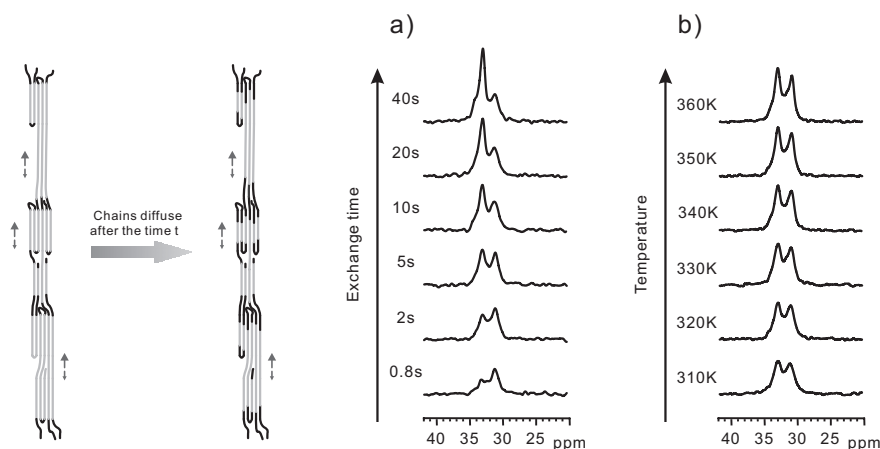 Chains diffuse
after the time t
a)
Exchange time
40s
20s
10s
5s
2s
0.8s
40 35 30 25 ppm
b)
Temperature
360K
350K
340K
330K
320K
310K
40 35 30 25 ppm